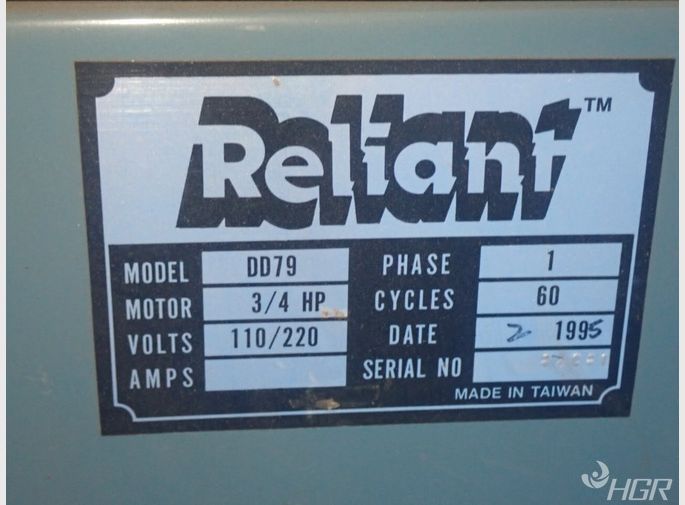 Reliant™
MODEL DD79 PHASE 1
MOTOR 3/4 HP CYCLES 60
VOLTS 110/220 DATE 2 1995
AMPS SERIAL NO
MADE IN TAIWAN
HGR